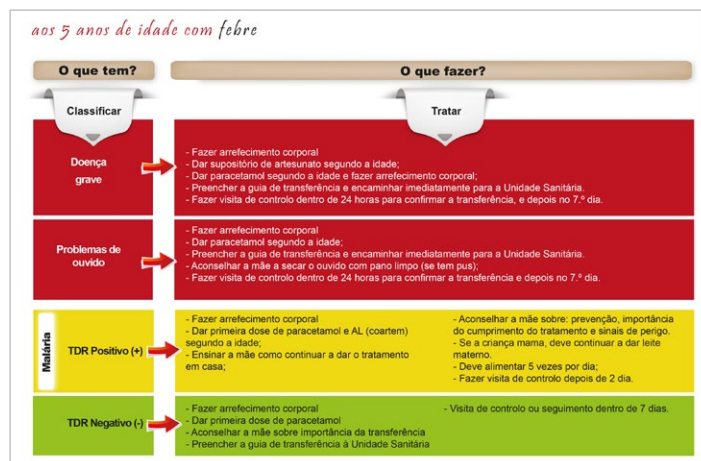 aos 5 anos de idade com febre
O que tem?
O que fazer?
Classificar
Tratar
Doença
grave
- Fazer arrefecimento corporal
- Dar supositório de artesunato segundo a idade;
- Dar paracetamol segundo a idade e fazer arrefecimento corporal;
- Preencher a guia de transferência e encaminhar imediatamente para a Unidade Sanitária.
- Fazer visita de controlo dentro de 24 horas para confirmar a transferência, e depois no 7.º dia.
Problemas de
ouvido
- Fazer arrefecimento corporal
- Dar paracetamol segundo a idade;
- Preencher a guia de transferência e encaminhar imediatamente para a Unidade Sanitária.
- Aconselhar a mãe a secar o ouvido com pano limpo (se tem pus);
- Fazer visita de controlo dentro de 24 horas para confirmar a transferência e depois no 7.º dia.
Malária
TDR Positivo (+)
- Fazer arrefecimento corporal
- Dar primeira dose de paracetamol e AL (coartem)
segundo a idade;
- Ensinar a mãe como continuar a dar o tratamento
em casa;
- Aconselhar a mãe sobre: prevenção, importância
do cumprimento do tratamento e sinais de perigo.
- Se a criança mama, deve continuar a dar leite
materno.
- Deve alimentar 5 vezes por dia;
- Fazer visita de controlo depois de 2 dia.
TDR Negativo (-)
- Fazer arrefecimento corporal
- Dar primeira dose de paracetamol
- Aconselhar a mãe sobre importância da transferência
- Preencher a guia de transferência à Unidade Sanitária
- Visita de controlo ou seguimento dentro de 7 dias.